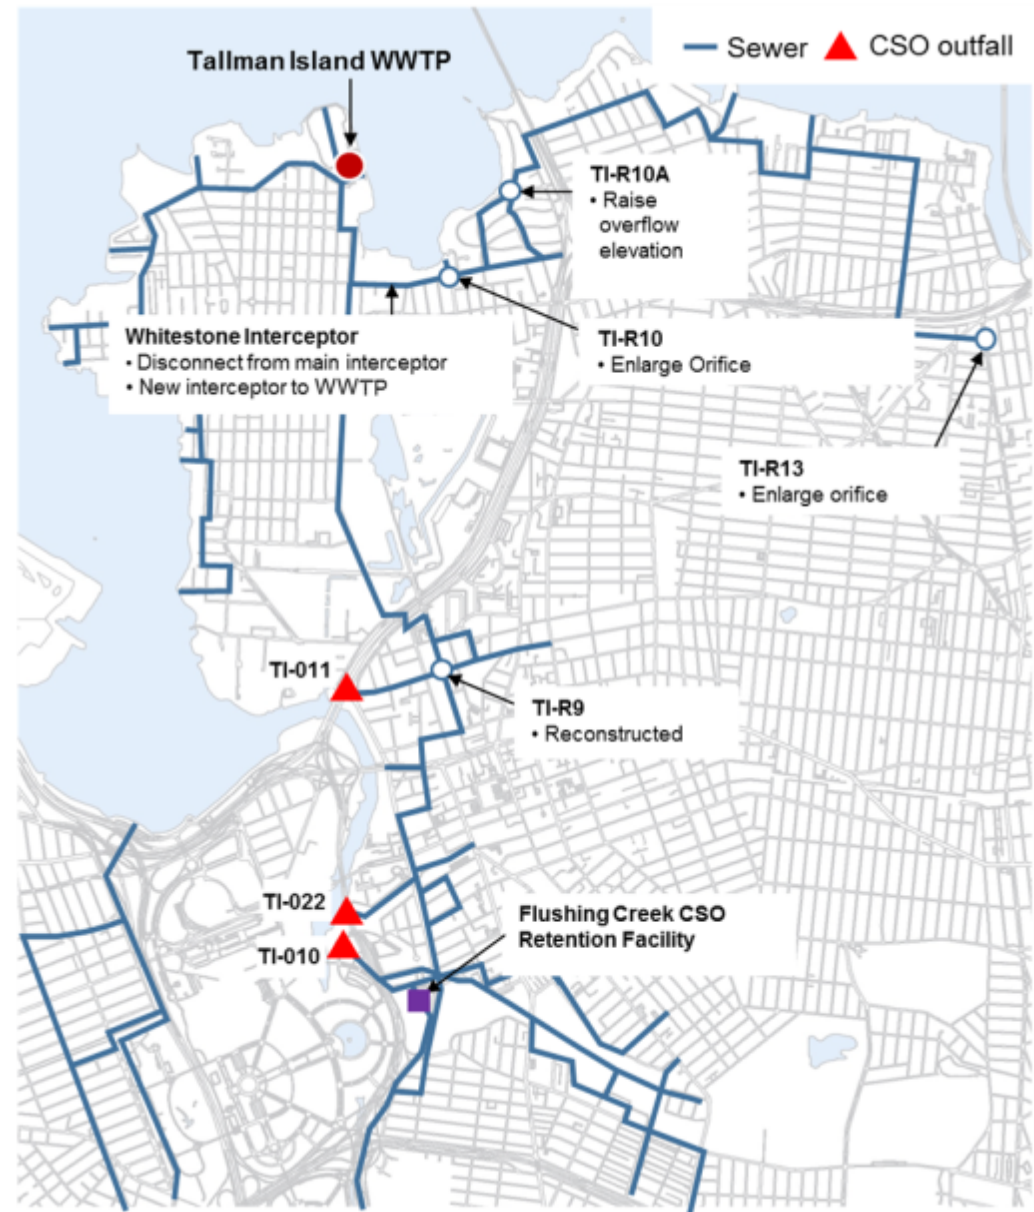 Sewer
CSO outfall
Tallman Island WWTP
TI-R10A
• Raise
overflow
elevation
Whitestone Interceptor
• Disconnect from main interceptor
• New interceptor to WWTP
TI-R10
• Enlarge Orifice
TI-R13
• Enlarge orifice
TI-011
TI-R9
• Reconstructed
TI-022
TI-010
Flushing Creek CSO
Retention Facility